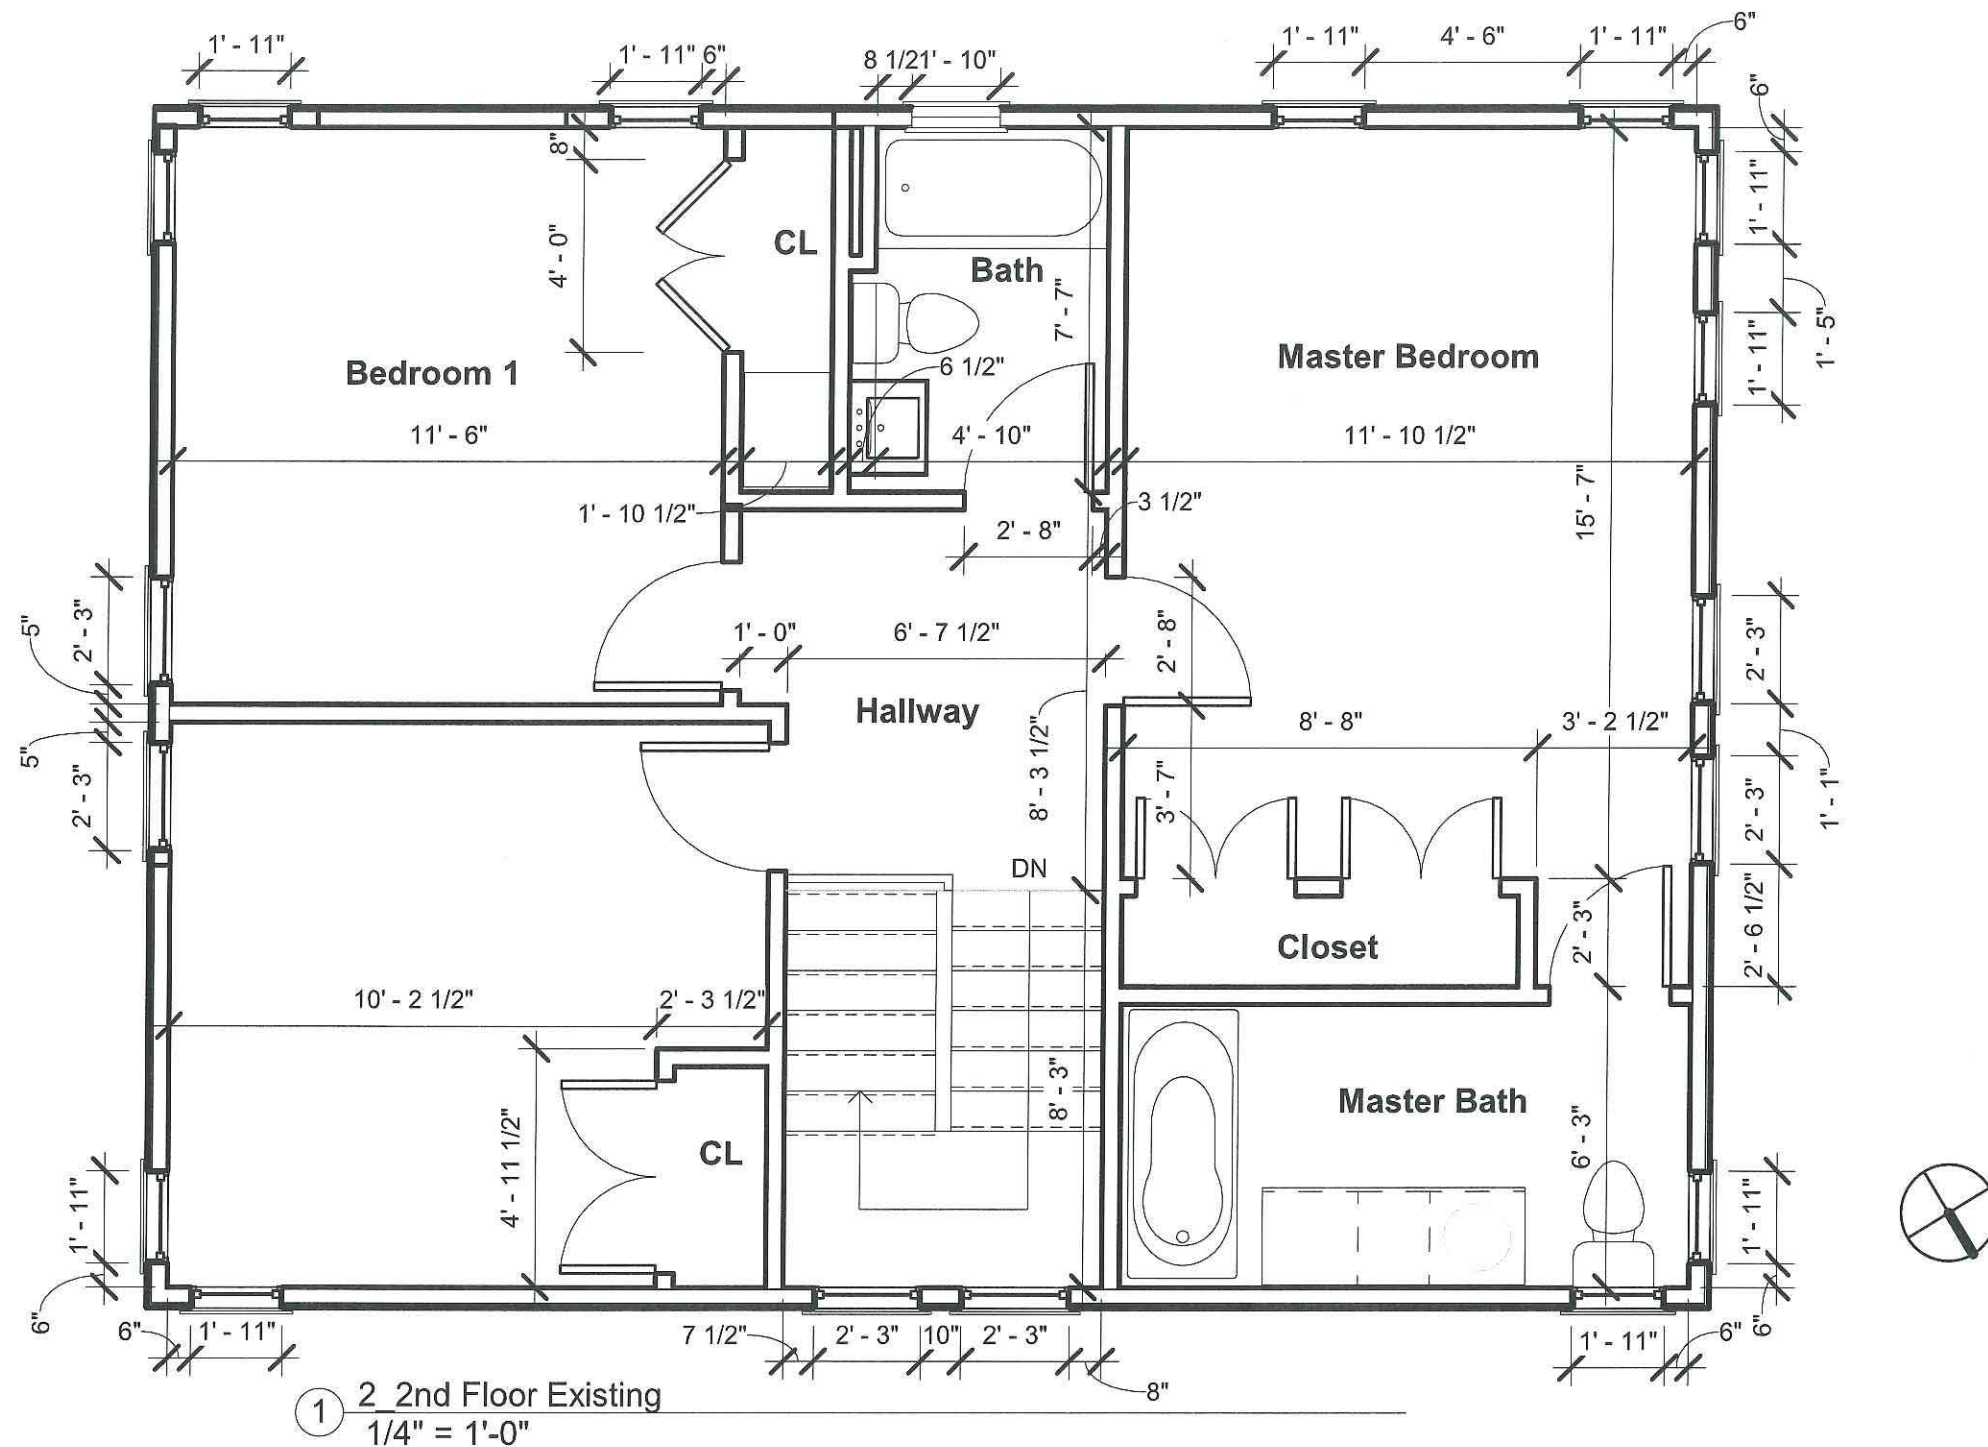 1' - 11"
1' - 11" 6"
8 1/21' - 10"
1' - 11"
4' - 6"
1' - 11"
6"
6"
8"
4' - 0"
CL
Bath
7' - 7"
1' - 11"
1' - 5"
1' - 11"
Bedroom 1
6 1/2"
Master Bedroom
11' - 6"
4' - 10"
11' - 10 1/2"
1' - 10 1/2"
3 1/2"
15' - 7"
2' - 8"
5"
2' - 3"
1' - 0"
6' - 7 1/2"
2' - 8"
2' - 3"
Hallway
8' - 8"
3' - 2 1/2"
5"
2' - 3"
8' - 3 1/2"
3' - 7"
2' - 3"
1' - 1"
DN
Closet
2' - 3"
2' - 6 1/2"
10' - 2 1/2"
2' - 3 1/2"
8' - 3"
Master Bath
4' - 11 1/2"
CL
6' - 3"
1' - 11"
1' - 11"
6"
6"
6"
1' - 11"
7 1/2"
2' - 3"
10"
2' - 3"
8"
1' - 11"
6"
1
2_2nd Floor Existing
1/4" = 1'-0"